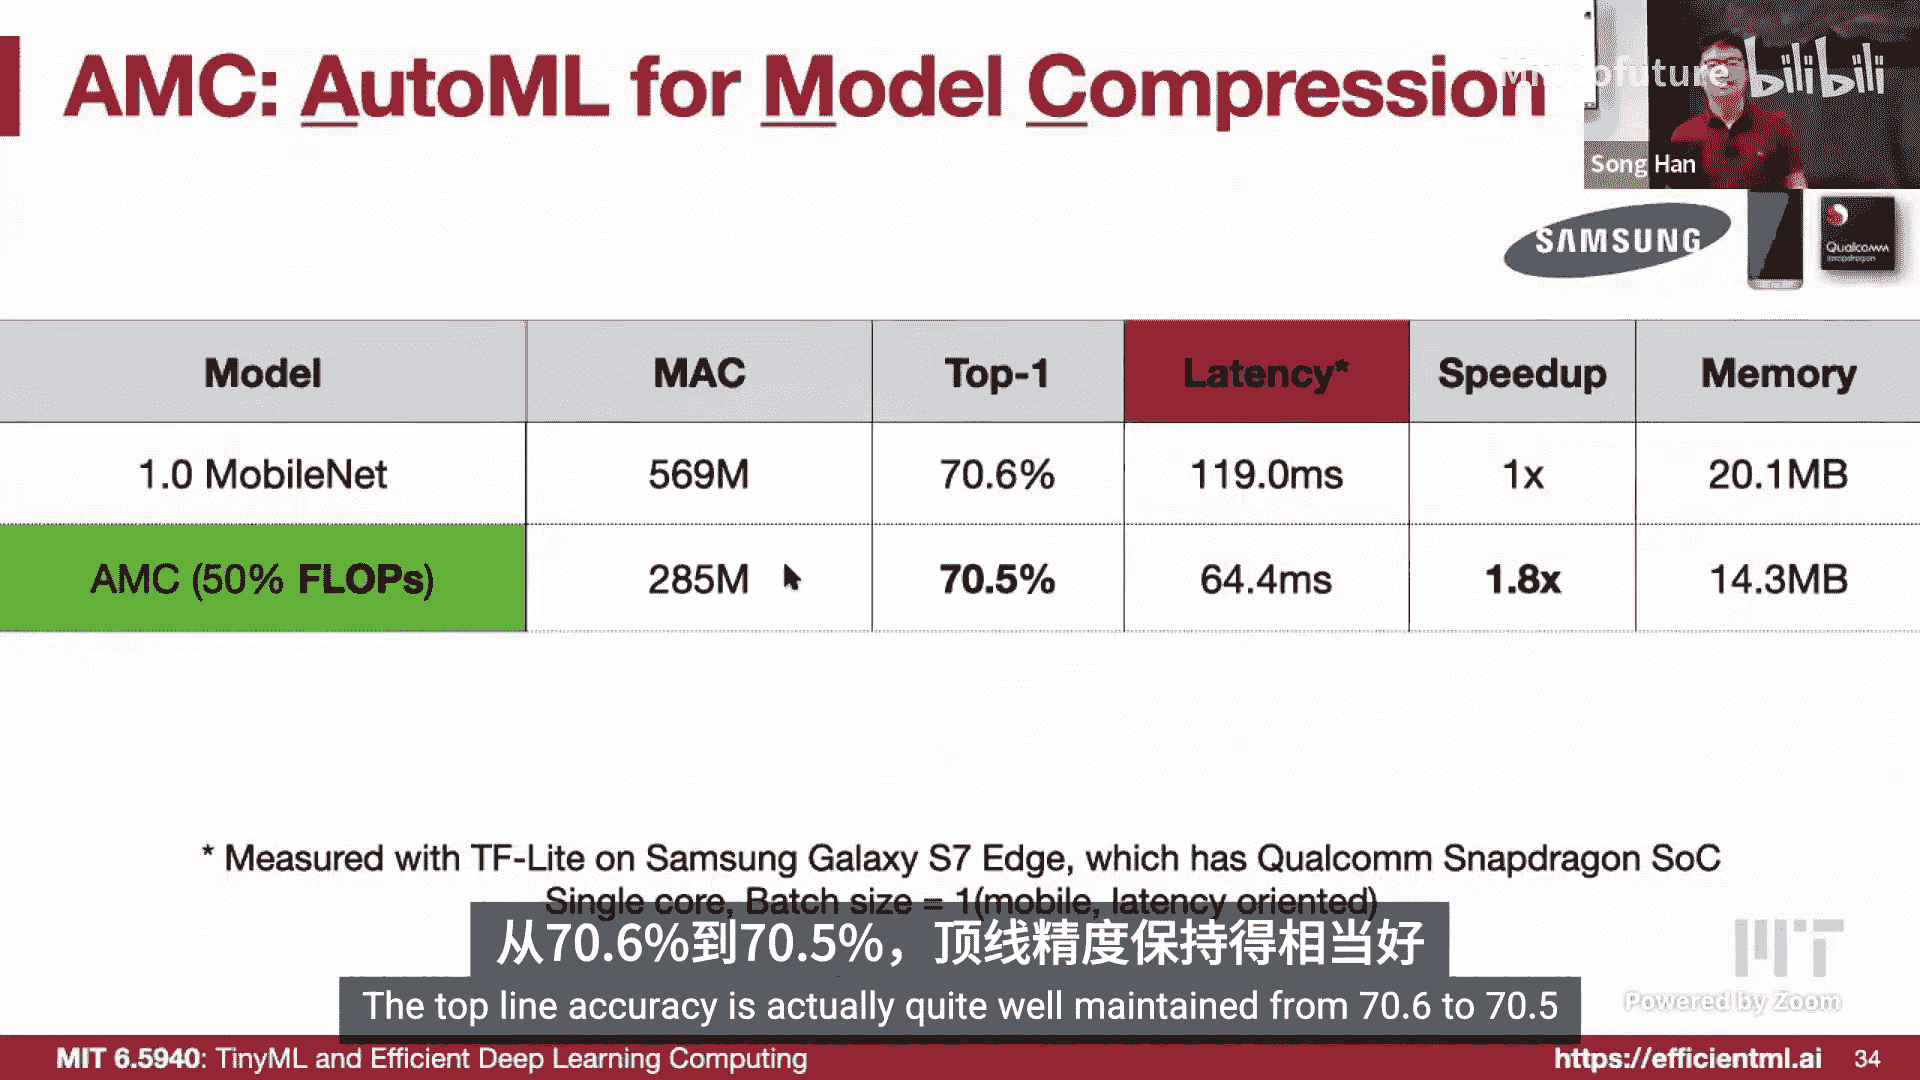 AMC: AutoML for Model Compression
bilibili
Song Han
SAMSUNG
Qualcomm
snapdragon
Model MAC Top-1 Latency* Speedup Memory
1.0 MobileNet 569M 70.6% 119.0ms 1x 20.1MB
AMC (50% FLOPs) 285M 70.5% 64.4ms 1.8x 14.3MB
* Measured with TF-Lite on Samsung Galaxy S7 Edge, which has Qualcomm Snapdragon SoC
Single core, Batch size = 1(mobile, latency oriented)
从70.6%到70.5%，顶线精度保持得相当好
The top line accuracy is actually quite well maintained from 70.6 to 70.5
MIT
Powered by Zoom
MIT 6.5940: TinyML and Efficient Deep Learning Computing
https://efficientml.ai 34